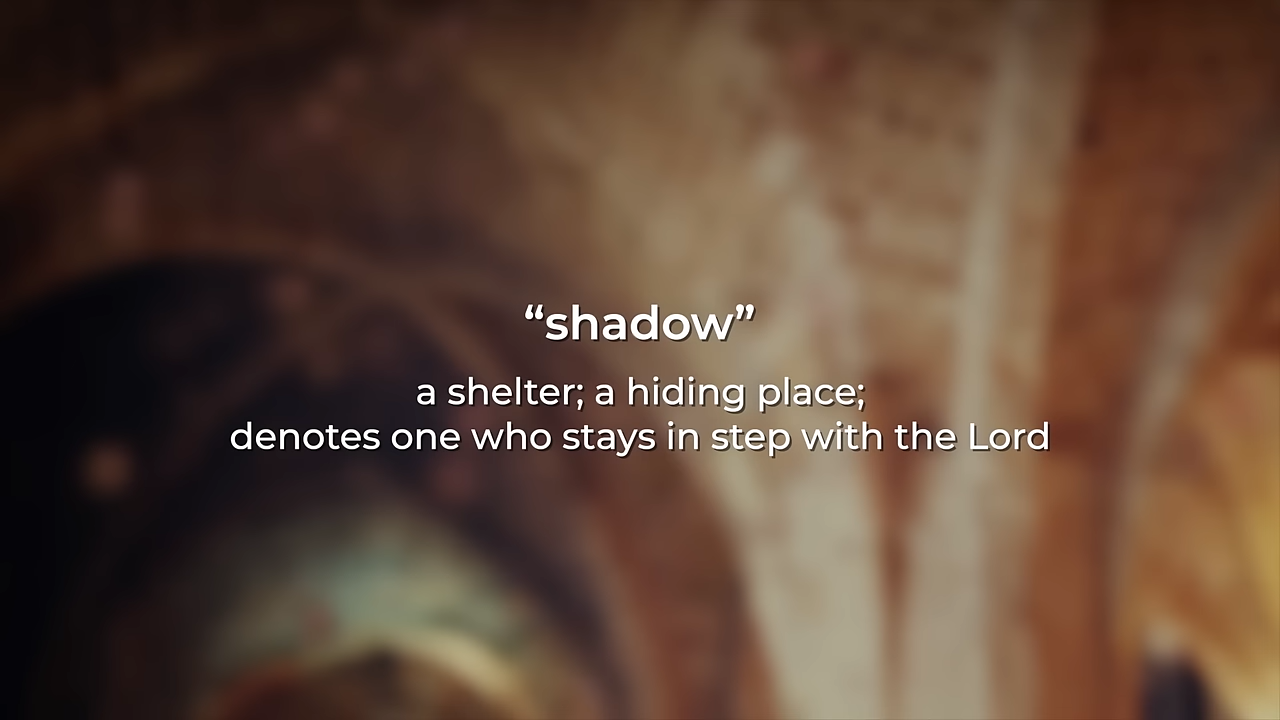 “shadow”
a shelter; a hiding place;
denotes one who stays in step with the Lord